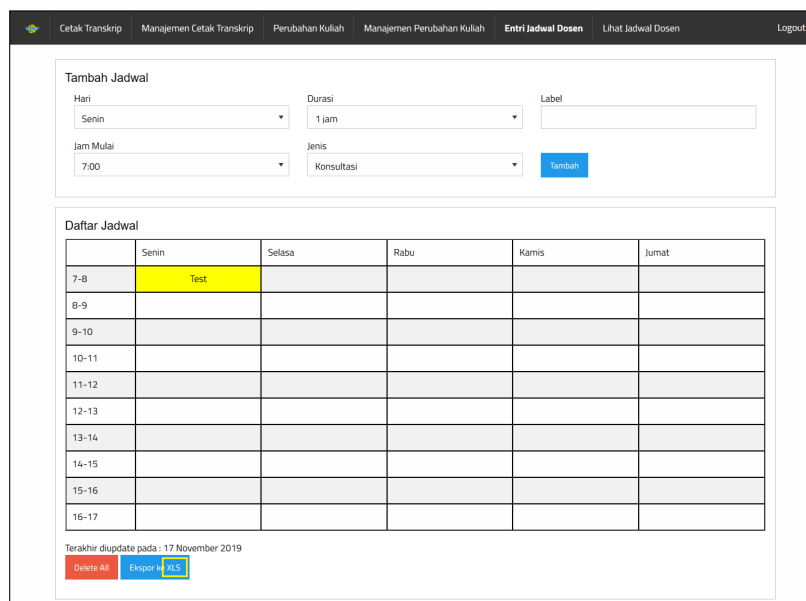 Cetak Transkrip Manajemen Cetak Transkrip Perubahan Kuliah Manajemen Perubahan Kuliah Entri Jadwal Dosen Lihat Jadwal Dosen Logout
Tambah Jadwal
Hari Durasi Label
Senin 1 jam
Jam Mulai Jenis
7:00 Konsultasi Tambah
Daftar Jadwal
Senin Selasa Rabu Kamis Jumat
7-8 Test
8-9
9-10
10-11
11-12
12-13
13-14
14-15
15-16
16-17
Terakhir diupdate pada : 17 November 2019
Delete All Ekspor ke XLS